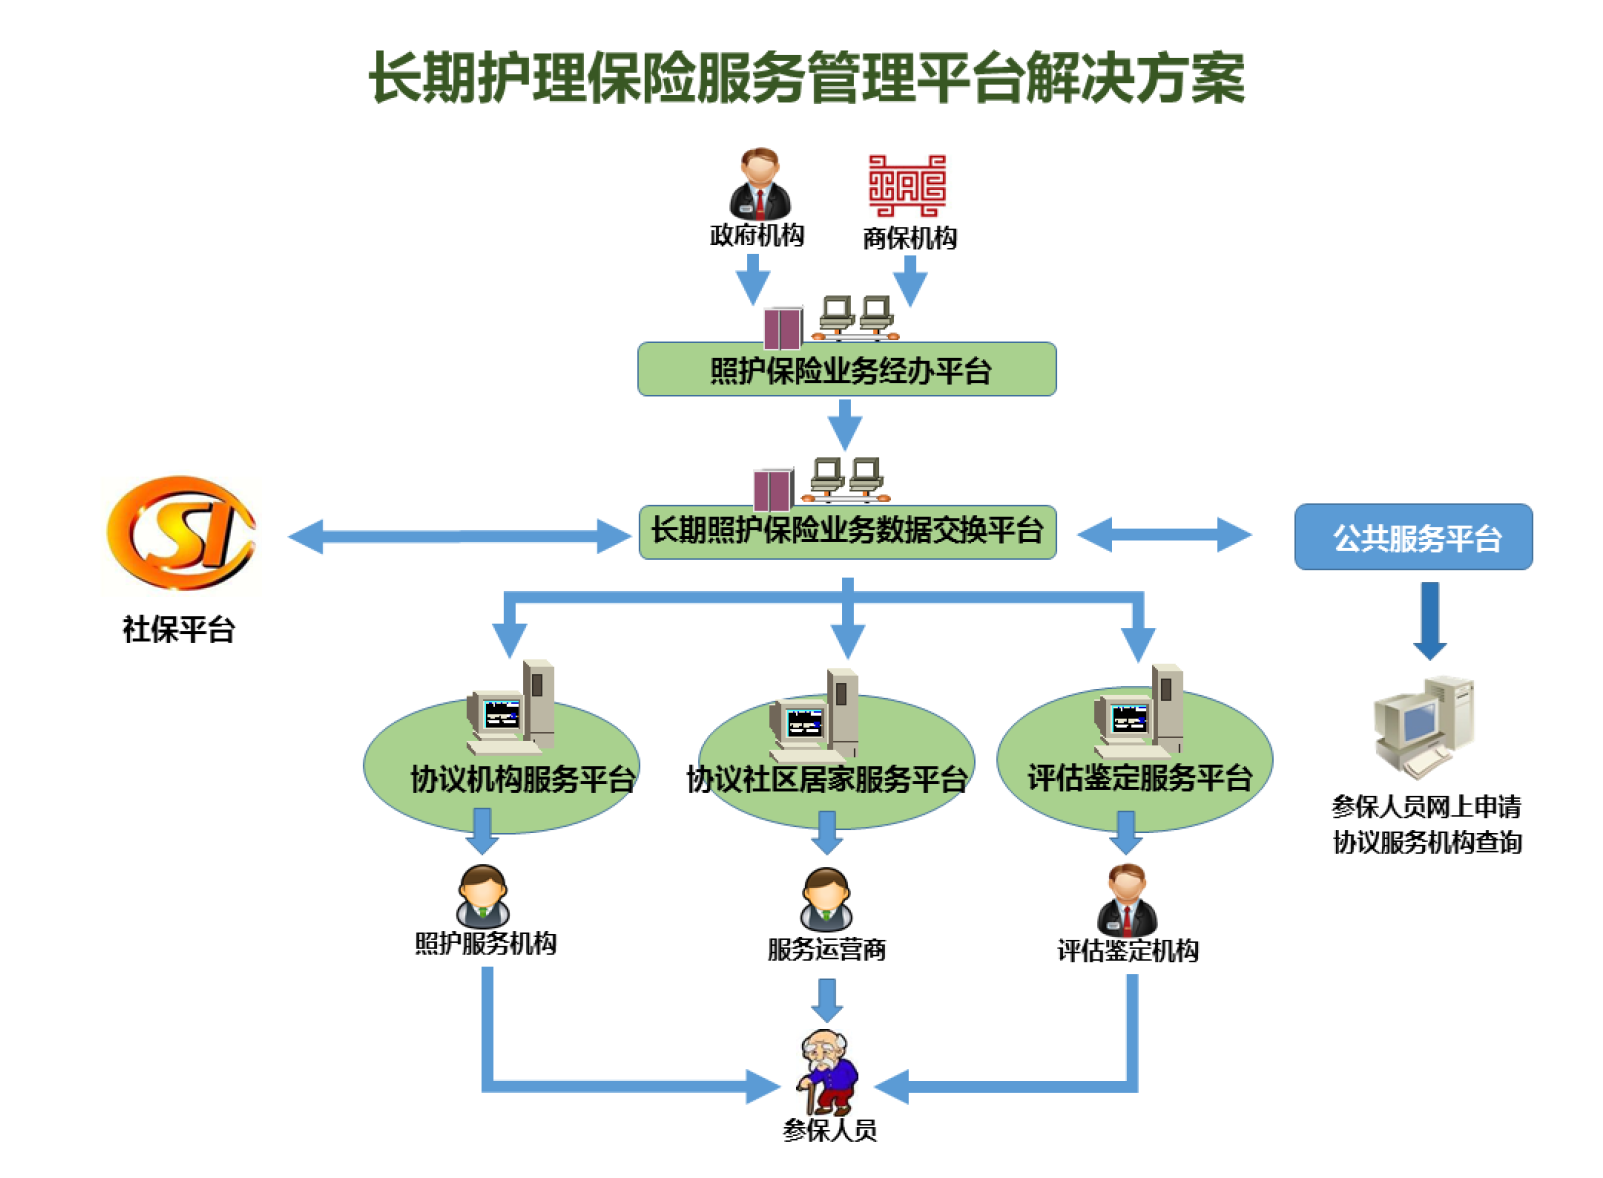 长期护理保险服务管理平台解决方案
政府机构
商保机构
照护保险业务经办平台
长期照护保险业务数据交换平台
公共服务平台
社保平台
协议机构服务平台
协议社区居家服务平台
评估鉴定服务平台
参保人员网上申请
协议服务机构查询
照护服务机构
服务运营商
评估鉴定机构
参保人员